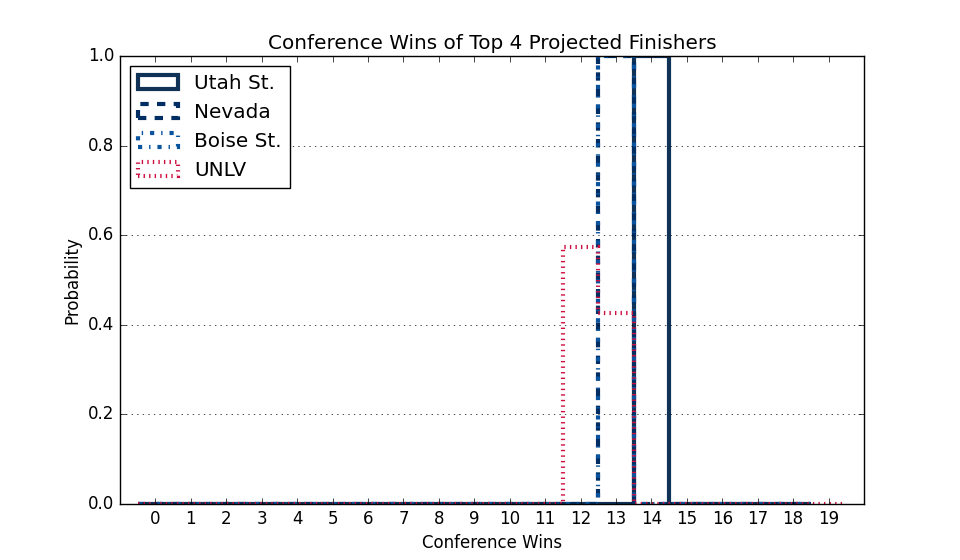 Conference Wins of Top 4 Projected Finishers
Utah St.
Nevada
Boise St.
UNLV
Probability
1.0
0.8
0.6
0.4
0.2
0.0
0 1 2 3 4 5 6 7 8 9 10 11 12 13 14 15 16 17 18 19
Conference Wins